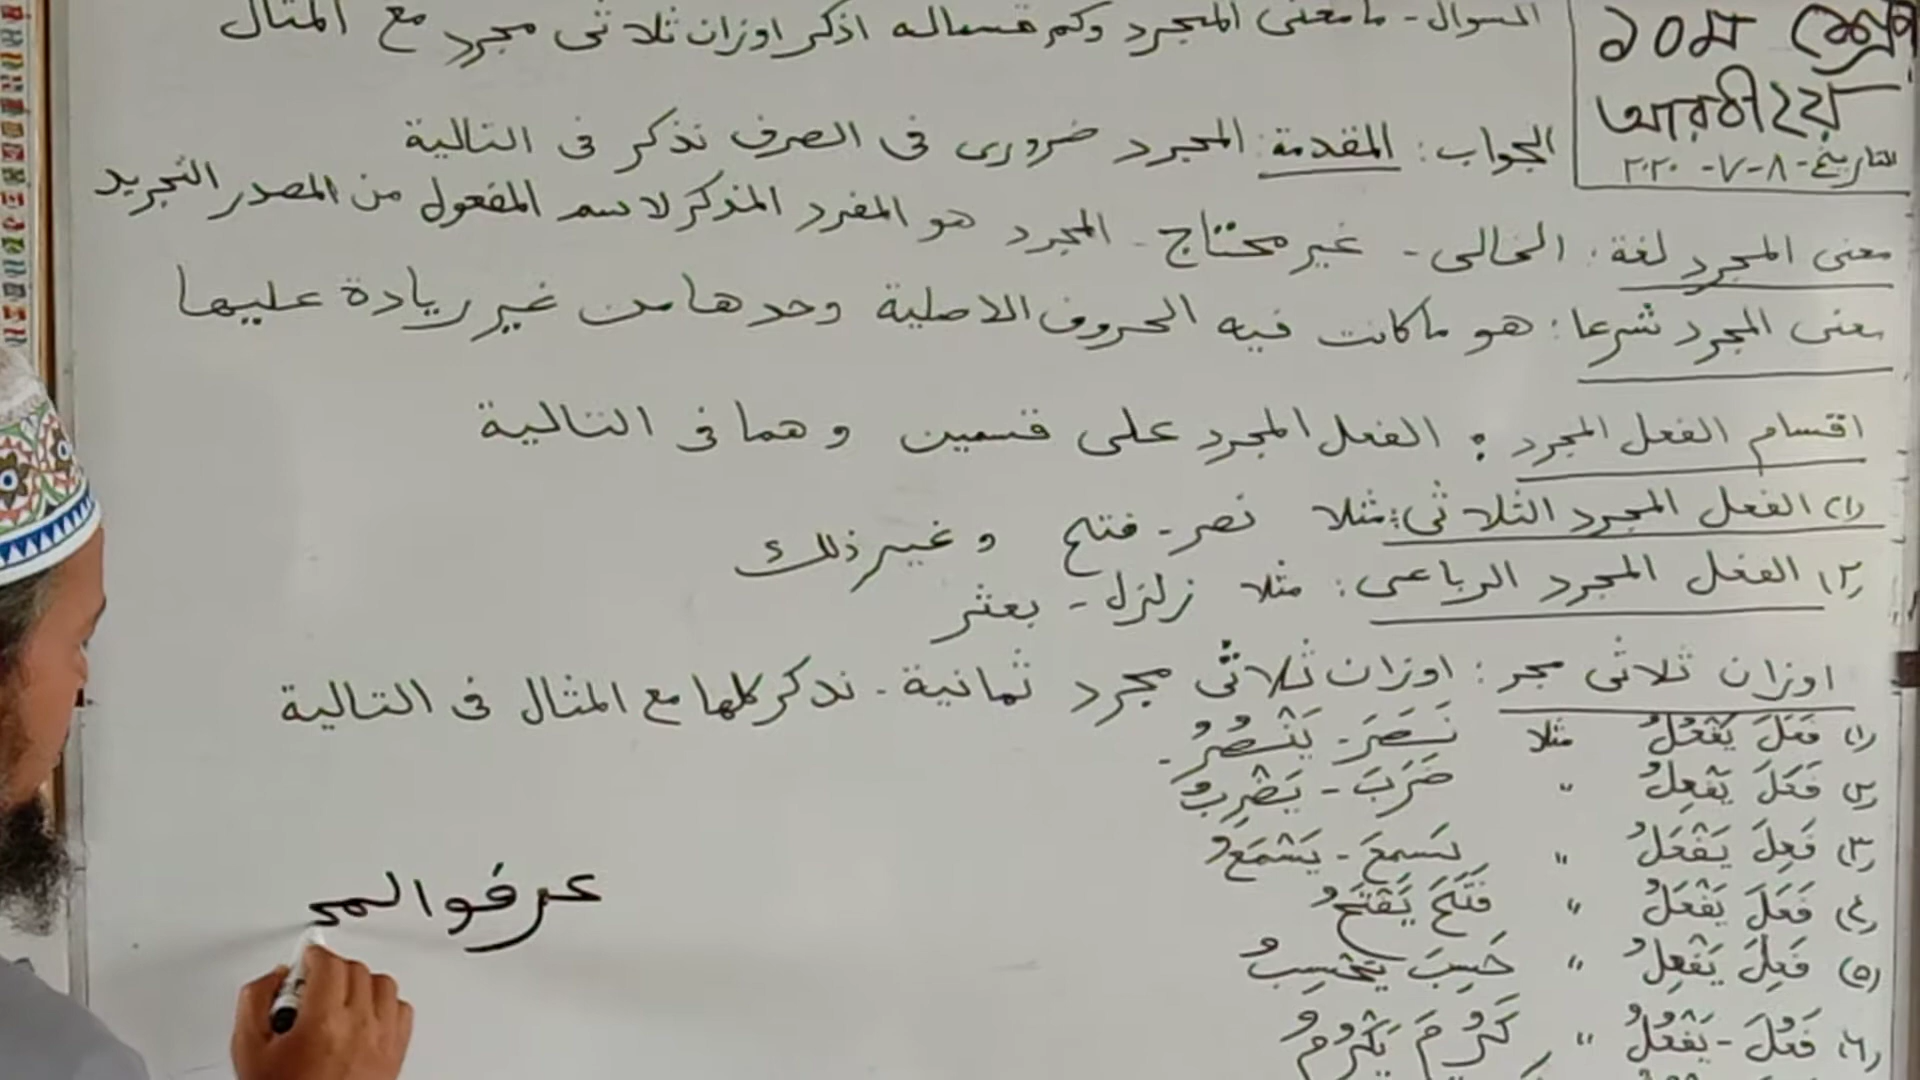 السوال - ما معنى المجرد وكم قسما له اذكر اوزان ثلاثى مجرد مع المثال
১০ম শ্রেণি
আরবী ২য়
التاريخ - ٨-٧-٢٠٢٠
الجواب : المقدمة : المجرد ضرورى فى الصرف نذكر فى التالية
معنى المجرد لغة : الخالى - غير محتاج - المجرد هو المفرد المذكر لاسم المفعول من المصدر التجريد
معنى المجرد شرعا : هو ما كانت فيه الحروف الاصلية وحدها من غير زيادة عليها
اقسام الفعل المجرد : الفعل المجرد على قسمين وهما فى التالية
(١) الفعل المجرد الثلاثى : مثلا نصر - فتح وغير ذلك
(٢) الفعل المجرد الرباعى : مثلا زلزل - بعثر
اوزان ثلاثى مجر : اوزان ثلاثى مجرد ثمانية - نذكر كلها مع المثال فى التالية
(١) فَعَلَ يَفْعُلُ مثلا نَصَرَ - يَنْصُرُ -
(٢) فَعَلَ يَفْعِلُ " ضَرَبَ - يَضْرِبُ
(٣) فَعِلَ يَفْعَلُ " سَمِعَ - يَسْمَعُ
(٤) فَعَلَ يَفْعَلُ " فَتَحَ يَفْتَحُ
(٥) فَعِلَ يَفْعِلُ " حَسِبَ يَحْسِبُ
(٦) فَعُلَ - يَفْعُلُ " كَرُمَ يَكْرُمُ
عرفوا المجر